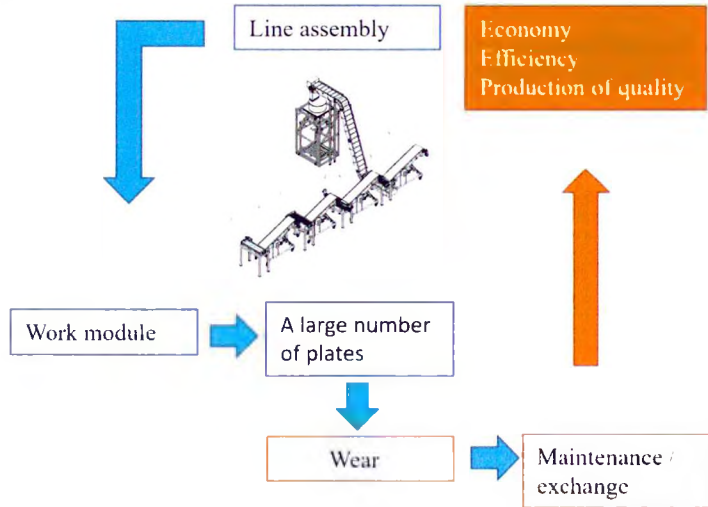 Line assembly
Economy
Efficiency
Production of quality
Work module
A large number
of plates
Wear
Maintenance /
exchange